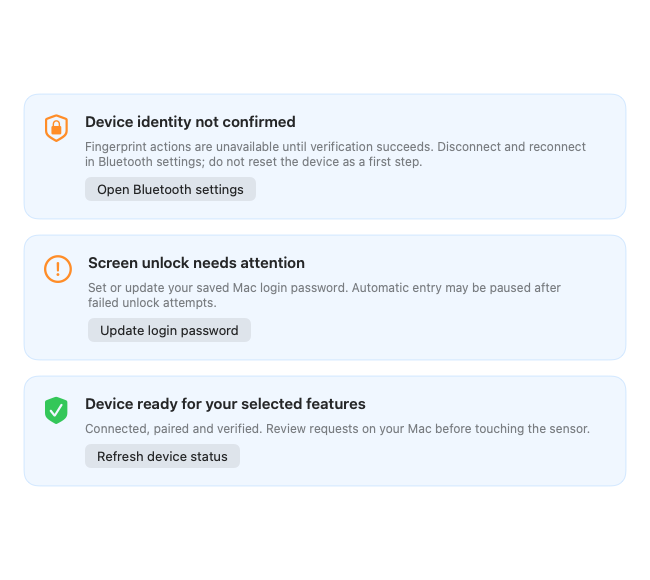 Device identity not confirmed
Fingerprint actions are unavailable until verification succeeds. Disconnect and reconnect
in Bluetooth settings; do not reset the device as a first step.
Open Bluetooth settings
Screen unlock needs attention
Set or update your saved Mac login password. Automatic entry may be paused after
failed unlock attempts.
Update login password
Device ready for your selected features
Connected, paired and verified. Review requests on your Mac before touching the sensor.
Refresh device status